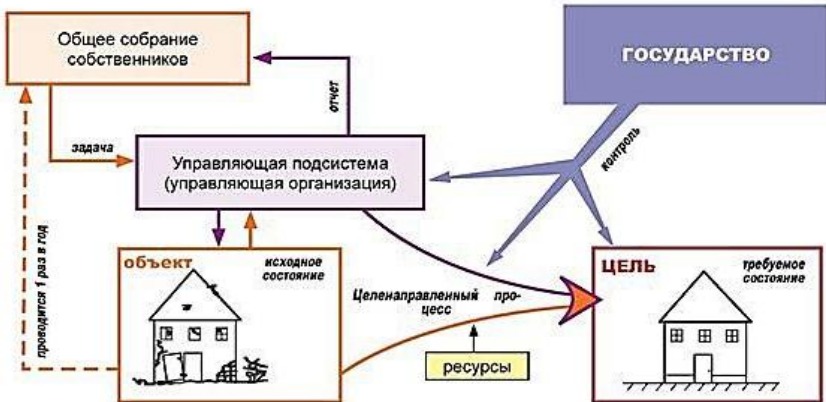 Общее собрание
собственников
ГОСУДАРСТВО
отчет
задача
контроль
Управляющая подсистема
(управляющая организация)
проводится 1 раз в год
объект
исходное
состояние
Целенаправленный про-
цесс
ресурсы
ЦЕЛЬ
требуемое
состояние